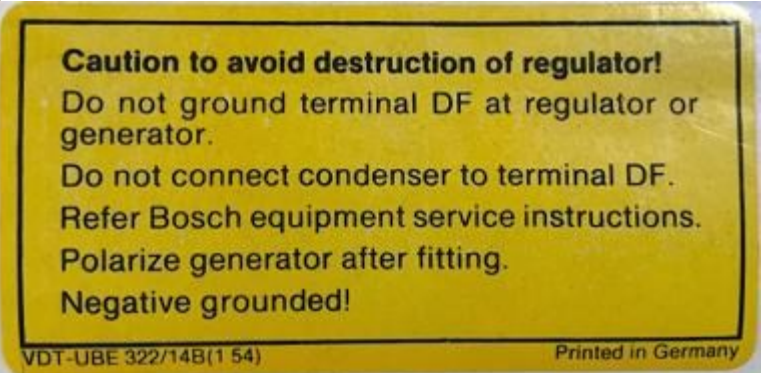 Caution to avoid destruction of regulator!
Do not ground terminal DF at regulator or
generator.
Do not connect condenser to terminal DF.
Refer Bosch equipment service instructions.
Polarize generator after fitting.
Negative grounded!
VDT-UBE 322/14B(1 54)
Printed in Germany